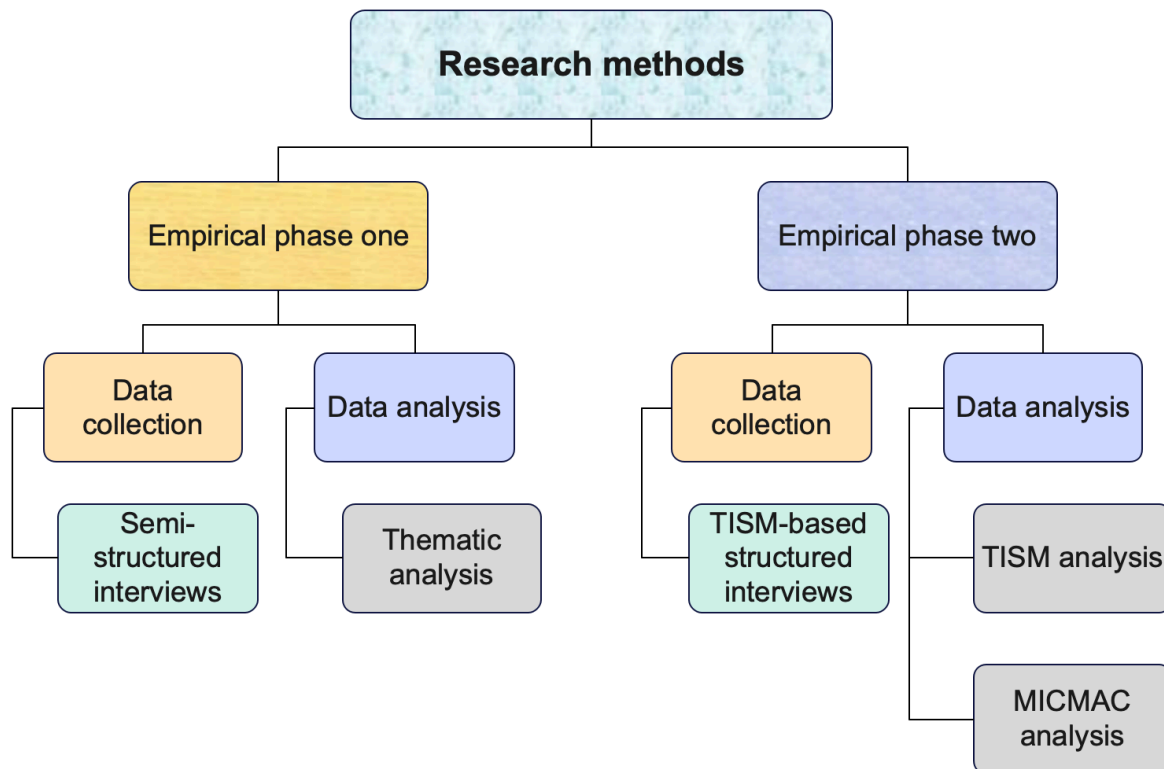 Research methods
Empirical phase one
Empirical phase two
Data
collection
Data analysis
Data
collection
Data analysis
Semi-
structured
interviews
Thematic
analysis
TISM-based
structured
interviews
TISM analysis
MICMAC
analysis